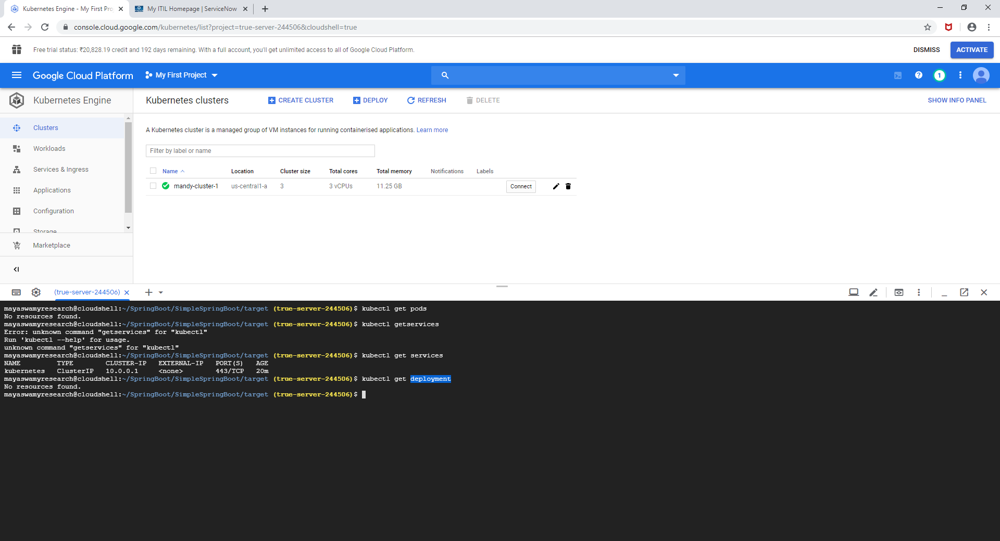 Kubernetes Engine - My First Pro
My ITIL Homepage | ServiceNow
console.cloud.google.com/kubernetes/list?project=true-server-244506&cloudshell=true
Free trial status: ₹20,828.19 credit and 192 days remaining. With a full account, you'll get unlimited access to all of Google Cloud Platform.
DISMISS
ACTIVATE
Google Cloud Platform
My First Project
1
Kubernetes Engine
Kubernetes clusters
CREATE CLUSTER
DEPLOY
REFRESH
DELETE
SHOW INFO PANEL
Clusters
Workloads
Services & Ingress
Applications
Configuration
Storage
Marketplace
A Kubernetes cluster is a managed group of VM instances for running containerised applications. Learn more
Filter by label or name
Name Location Cluster size Total cores Total memory Notifications Labels
mandy-cluster-1 us-central1-a 3 3 vCPUs 11.25 GB Connect
(true-server-244506)
mayaswamyresearch@cloudshell:~/SpringBoot/SimpleSpringBoot/target (true-server-244506)$ kubectl get pods
No resources found.
mayaswamyresearch@cloudshell:~/SpringBoot/SimpleSpringBoot/target (true-server-244506)$ kubectl getservices
Error: unknown command "getservices" for "kubectl"
Run 'kubectl --help' for usage.
unknown command "getservices" for "kubectl"
mayaswamyresearch@cloudshell:~/SpringBoot/SimpleSpringBoot/target (true-server-244506)$ kubectl get services
NAME TYPE CLUSTER-IP EXTERNAL-IP PORT(S) AGE
kubernetes ClusterIP 10.0.0.1 <none> 443/TCP 20m
mayaswamyresearch@cloudshell:~/SpringBoot/SimpleSpringBoot/target (true-server-244506)$ kubectl get deployment
No resources found.
mayaswamyresearch@cloudshell:~/SpringBoot/SimpleSpringBoot/target (true-server-244506)$